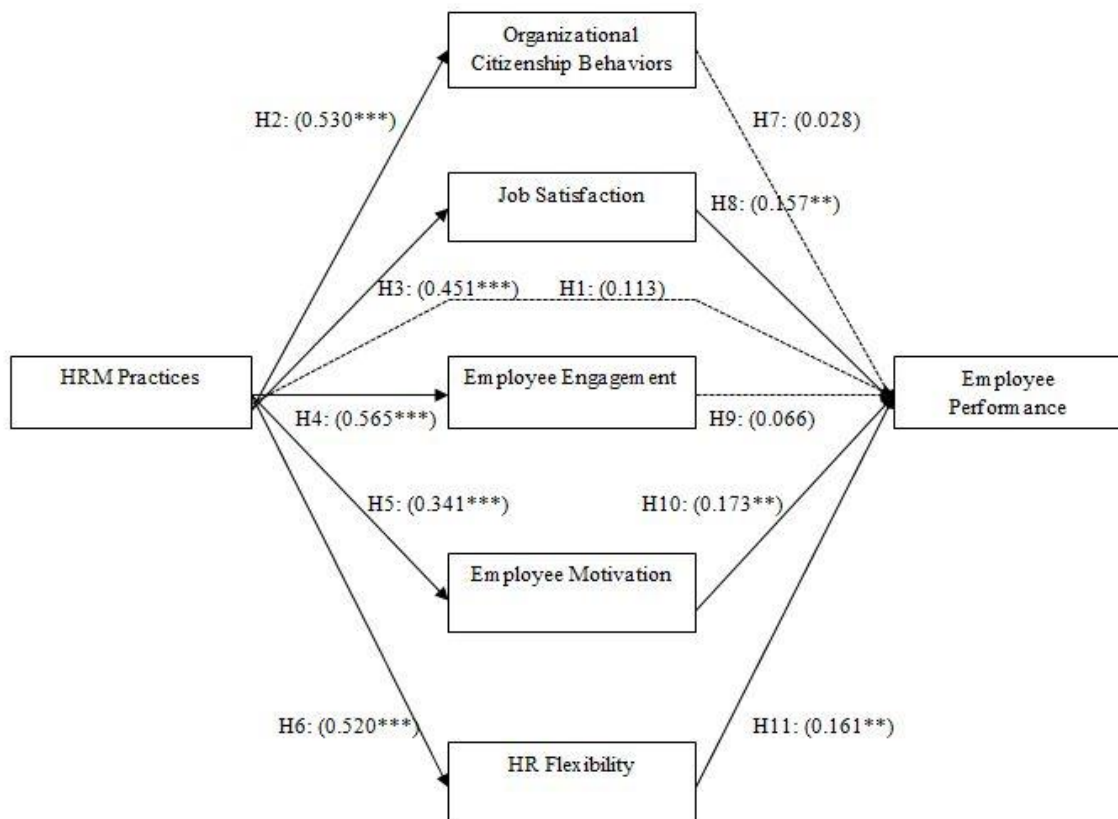 Organizational
Citizenship Behaviors
H2: (0.530***)
H7: (0.028)
Job Satisfaction
H8: (0.157**)
H3: (0.451***)
H1: (0.113)
HRM Practices
Employee Engagement
Employee
Performance
H4: (0.565***)
H9: (0.066)
H5: (0.341***)
H10: (0.173**)
Employee Motivation
H6: (0.520***)
H11: (0.161**)
HR Flexibility